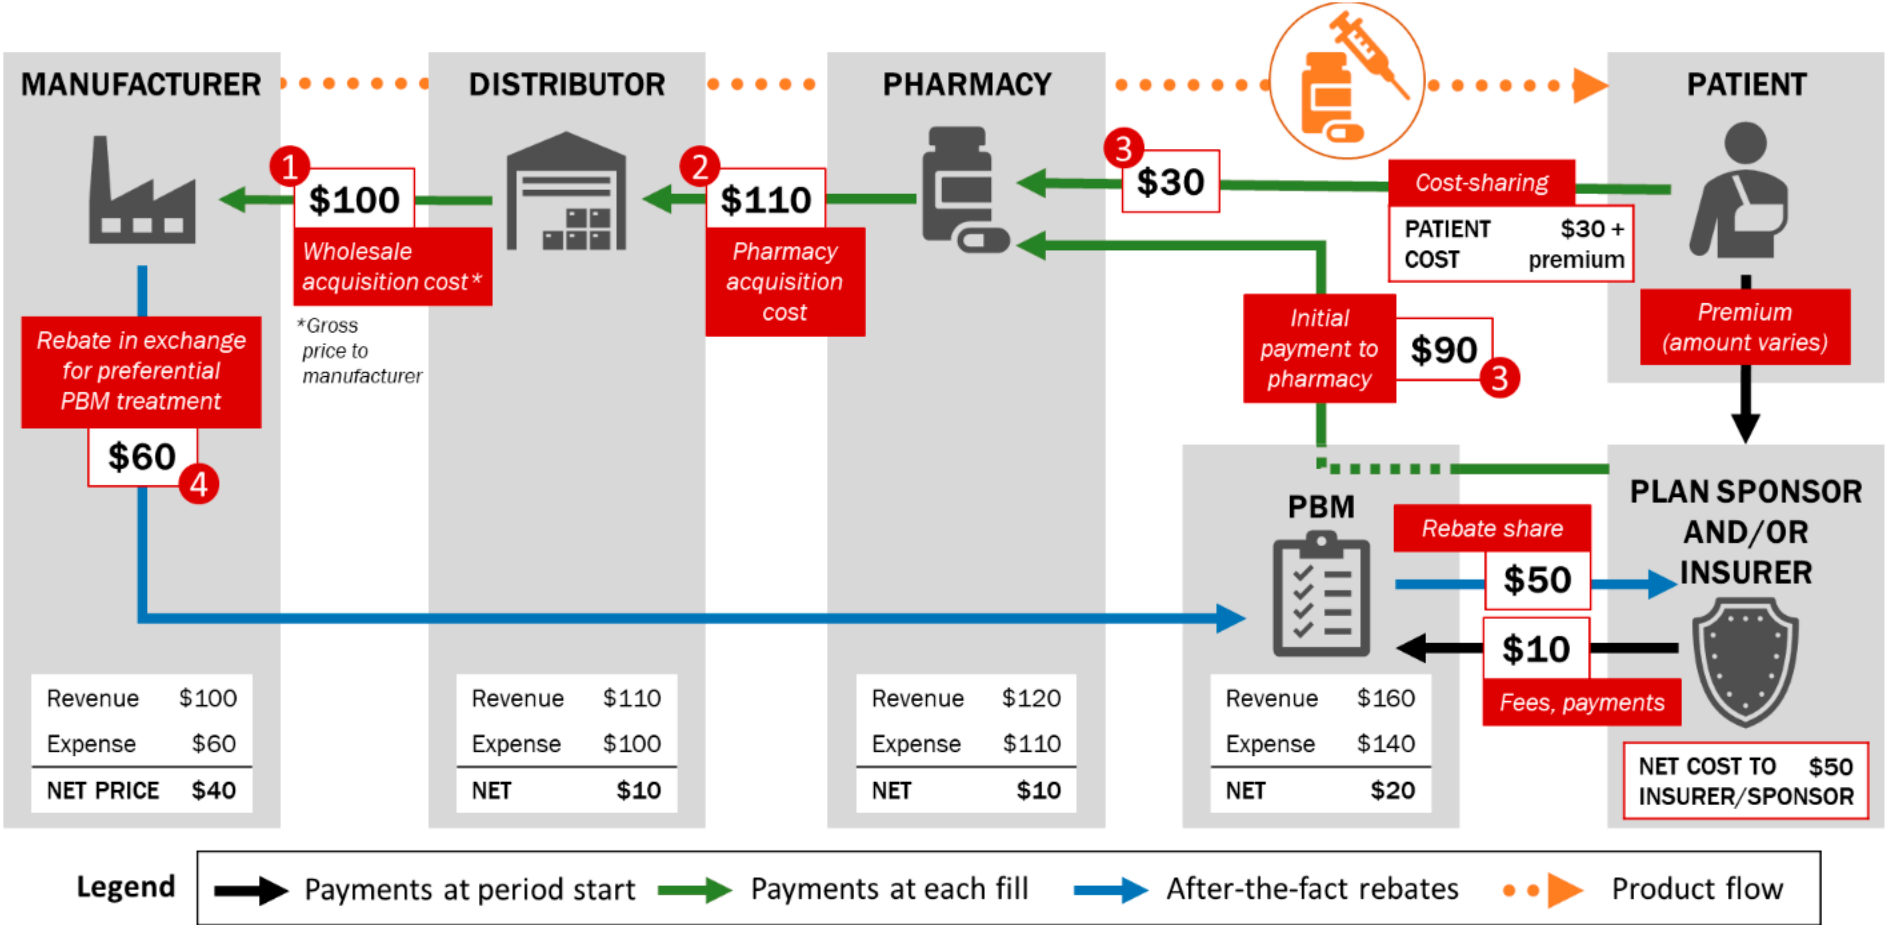 MANUFACTURER
DISTRIBUTOR
PHARMACY
PATIENT
1
$100
Wholesale
acquisition cost*
*Gross
price to
manufacturer
2
$110
Pharmacy
acquisition
cost
3
$30
Cost-sharing
PATIENT $30 +
COST premium
Initial
payment to
pharmacy
$90
3
Premium
(amount varies)
Rebate in exchange
for preferential
PBM treatment
$60
4
PBM
PLAN SPONSOR
AND/OR
INSURER
Rebate share
$50
$10
Fees, payments
Revenue $100
Expense $60
NET PRICE $40
Revenue $110
Expense $100
NET $10
Revenue $120
Expense $110
NET $10
Revenue $160
Expense $140
NET $20
NET COST TO $50
INSURER/SPONSOR
Legend
Payments at period start
Payments at each fill
After-the-fact rebates
Product flow